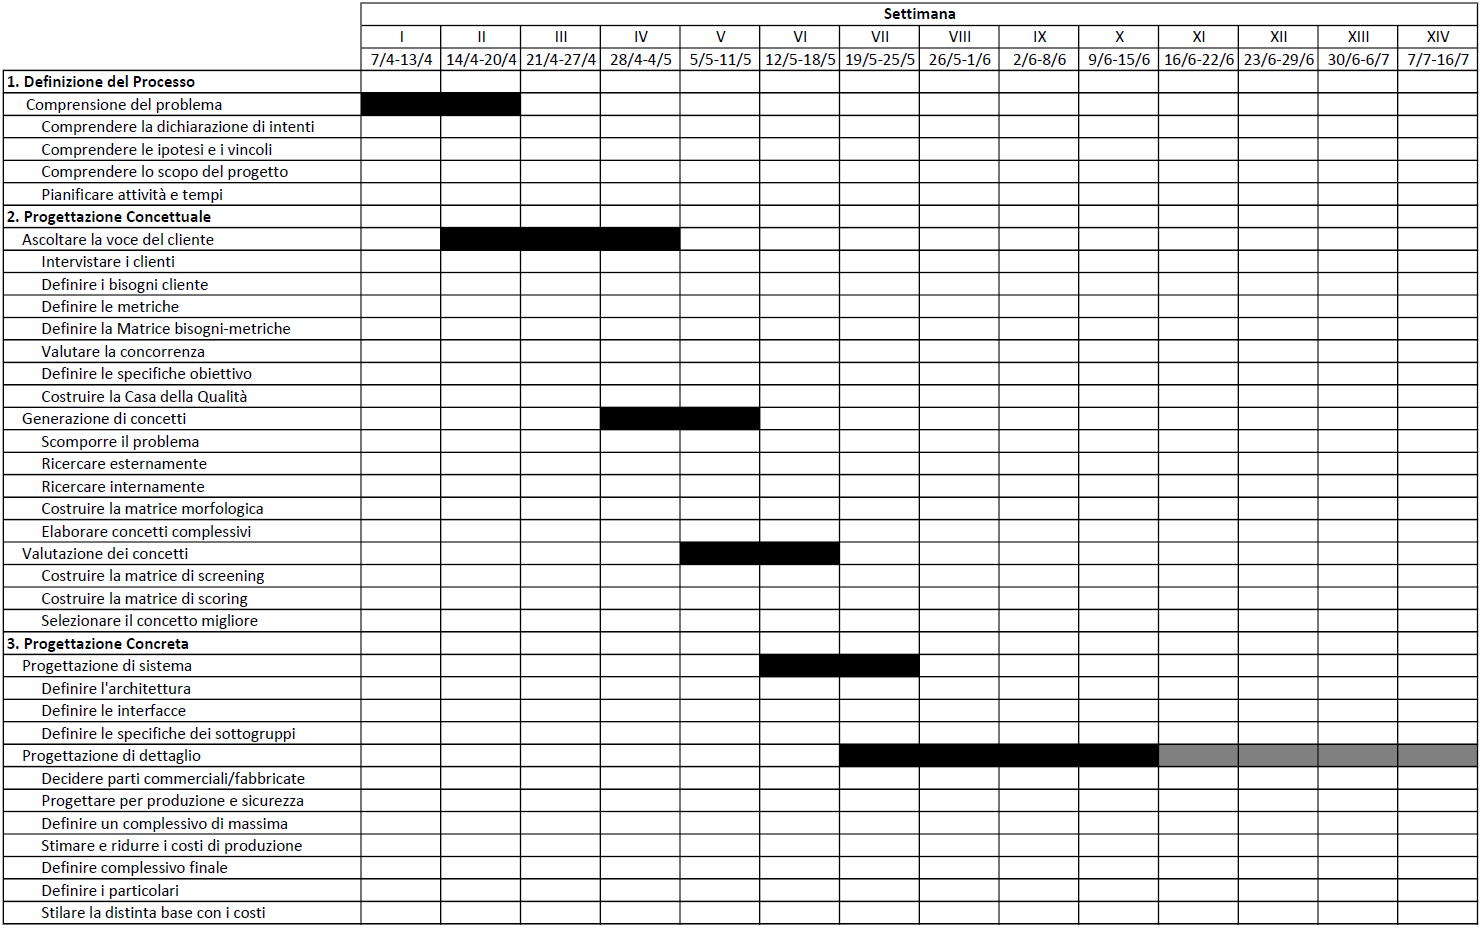 Settimana
I II III IV V VI VII VIII IX X XI XII XIII XIV
7/4-13/4 14/4-20/4 21/4-27/4 28/4-4/5 5/5-11/5 12/5-18/5 19/5-25/5 26/5-1/6 2/6-8/6 9/6-15/6 16/6-22/6 23/6-29/6 30/6-6/7 7/7-16/7
1. Definizione del Processo
Comprensione del problema
Comprendere la dichiarazione di intenti
Comprendere le ipotesi e i vincoli
Comprendere lo scopo del progetto
Pianificare attività e tempi
2. Progettazione Concettuale
Ascoltare la voce del cliente
Intervistare i clienti
Definire i bisogni cliente
Definire le metriche
Definire la Matrice bisogni-metriche
Valutare la concorrenza
Definire le specifiche obiettivo
Costruire la Casa della Qualità
Generazione di concetti
Scomporre il problema
Ricercare esternamente
Ricercare internamente
Costruire la matrice morfologica
Elaborare concetti complessivi
Valutazione dei concetti
Costruire la matrice di screening
Costruire la matrice di scoring
Selezionare il concetto migliore
3. Progettazione Concreta
Progettazione di sistema
Definire l'architettura
Definire le interfacce
Definire le specifiche dei sottogruppi
Progettazione di dettaglio
Decidere parti commerciali/fabbricate
Progettare per produzione e sicurezza
Definire un complessivo di massima
Stimare e ridurre i costi di produzione
Definire complessivo finale
Definire i particolari
Stilare la distinta base con i costi